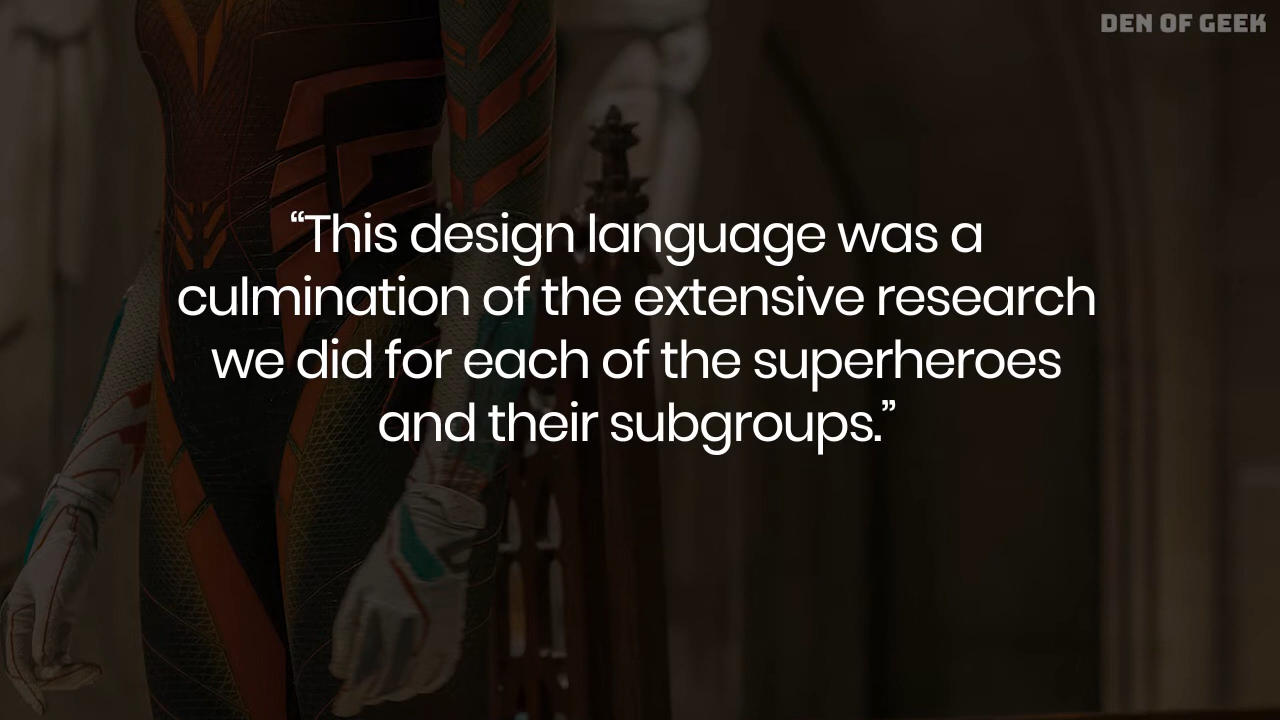 DEN OF GEEK
“This design language was a
culmination of the extensive research
we did for each of the superheroes
and their subgroups.”